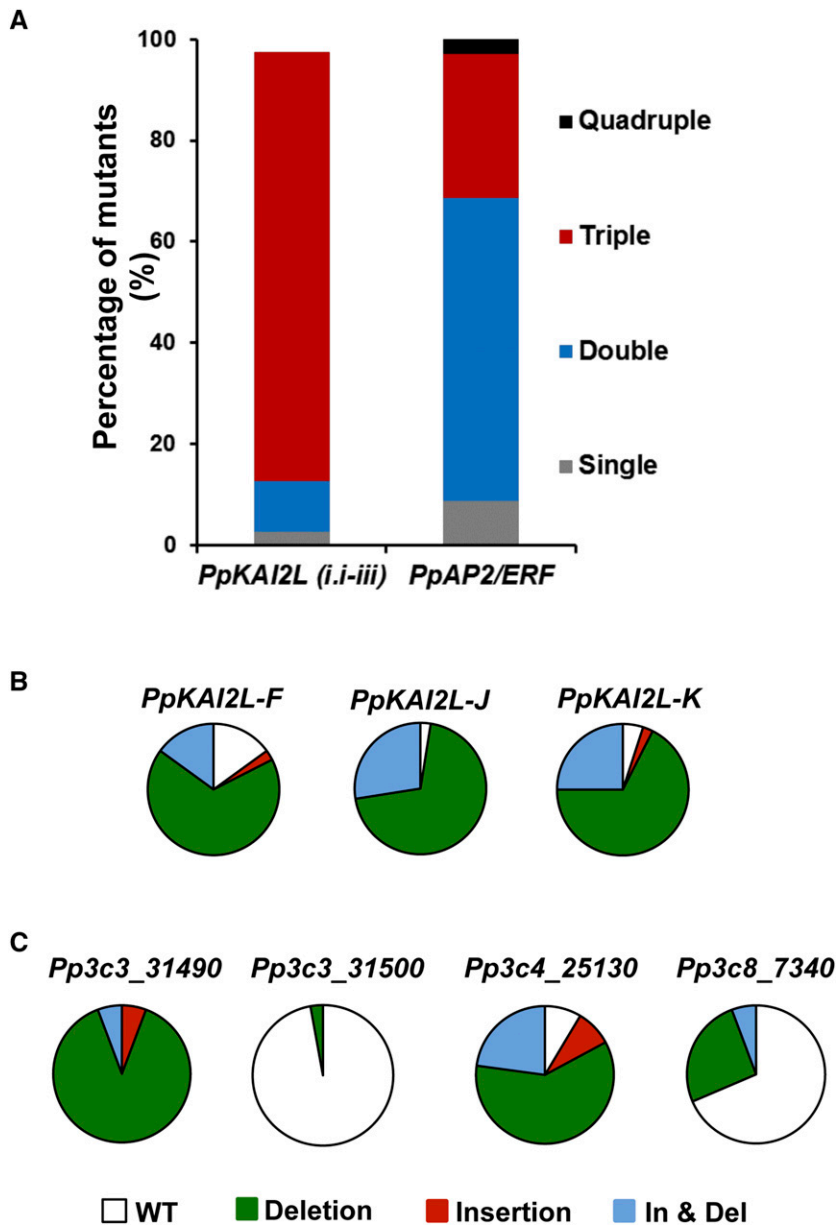 A
Percentage of mutants
(%)
100
80
60
40
20
0
Quadruple
Triple
Double
Single
PpKAI2L (i.i-iii)
PpAP2/ERF
B
PpKAI2L-F
PpKAI2L-J
PpKAI2L-K
C
Pp3c3_31490
Pp3c3_31500
Pp3c4_25130
Pp3c8_7340
WT
Deletion
Insertion
In & Del